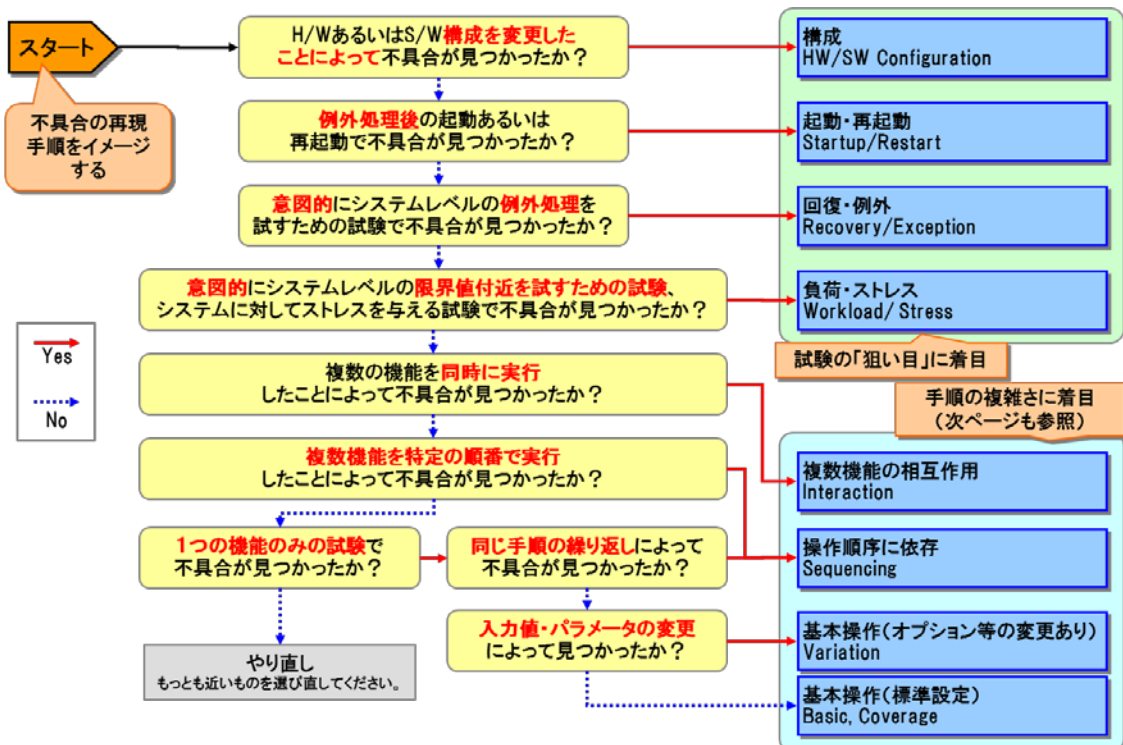 スタート
不具合の再現
手順をイメージ
する
H/WあるいはS/W構成を変更した
ことによって不具合が見つかったか？
構成
HW/SW Configuration
例外処理後の起動あるいは
再起動で不具合が見つかったか？
起動・再起動
Startup/Restart
意図的にシステムレベルの例外処理を
試すための試験で不具合が見つかったか？
回復・例外
Recovery/Exception
意図的にシステムレベルの限界値付近を試すための試験、
システムに対してストレスを与える試験で不具合が見つかったか？
負荷・ストレス
Workload/ Stress
試験の「狙い目」に着目
Yes
No
複数の機能を同時に実行
したことによって不具合が見つかったか？
手順の複雑さに着目
（次ページも参照）
複数機能を特定の順番で実行
したことによって不具合が見つかったか？
複数機能の相互作用
Interaction
１つの機能のみの試験で
不具合が見つかったか？
同じ手順の繰り返しによって
不具合が見つかったか？
操作順序に依存
Sequencing
入力値・パラメータの変更
によって見つかったか？
基本操作（オプション等の変更あり）
Variation
やり直し
もっとも近いものを選び直してください。
基本操作（標準設定）
Basic, Coverage